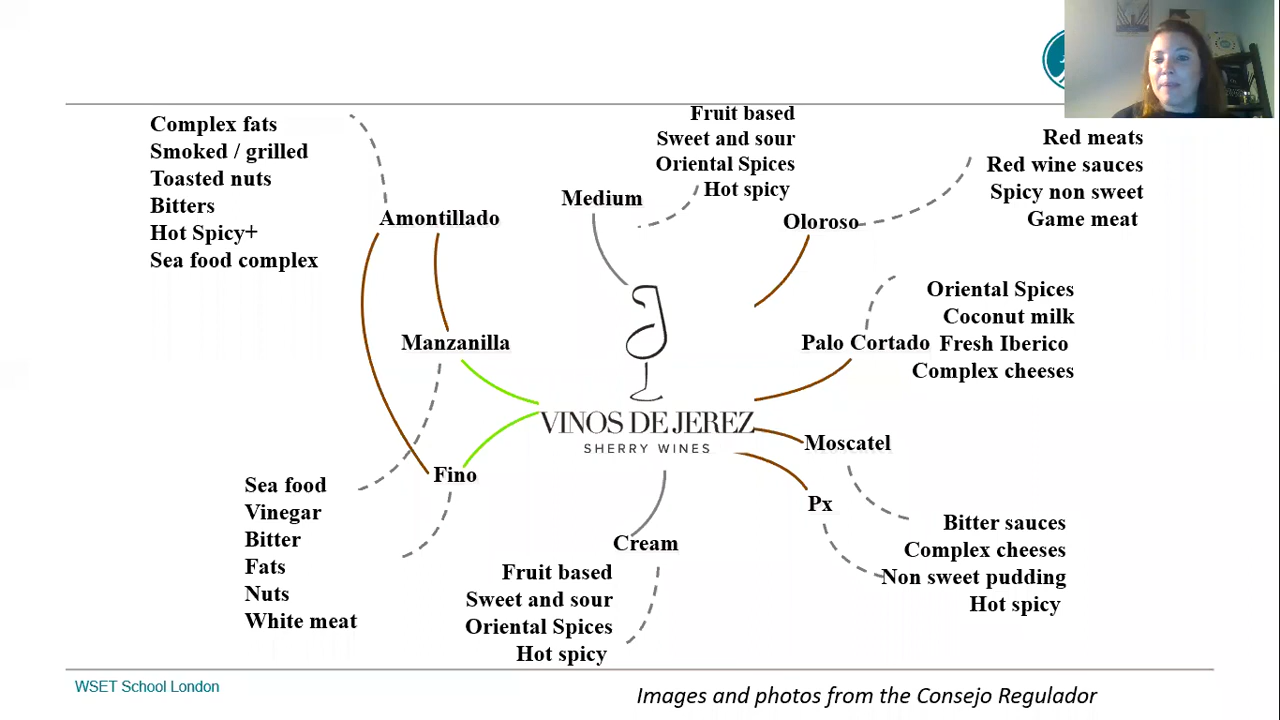 Complex fats
Smoked / grilled
Toasted nuts
Bitters
Hot Spicy+
Sea food complex
Amontillado
Fruit based
Sweet and sour
Oriental Spices
Hot spicy
Medium
Red meats
Red wine sauces
Spicy non sweet
Game meat
Oloroso
Oriental Spices
Coconut milk
Fresh Iberico
Complex cheeses
Palo Cortado
Manzanilla
VINOS DE JEREZ
SHERRY WINES
Moscatel
Fino
Px
Sea food
Vinegar
Bitter
Fats
Nuts
White meat
Cream
Fruit based
Sweet and sour
Oriental Spices
Hot spicy
Bitter sauces
Complex cheeses
Non sweet pudding
Hot spicy
WSET School London
Images and photos from the Consejo Regulador